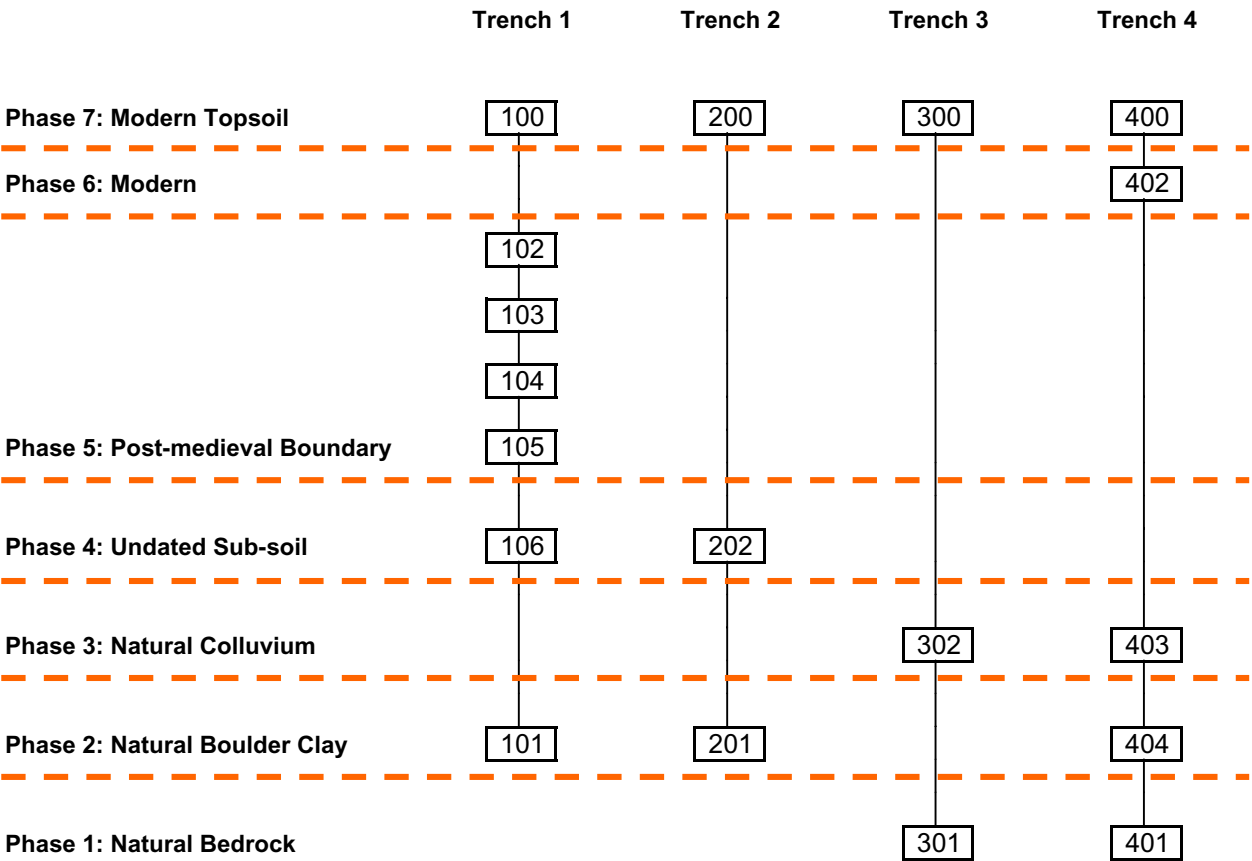 Trench 1 Trench 2 Trench 3 Trench 4
Phase 7: Modern Topsoil 100 200 300 400
Phase 6: Modern 402
102
103
104
Phase 5: Post-medieval Boundary 105
Phase 4: Undated Sub-soil 106 202
Phase 3: Natural Colluvium 302 403
Phase 2: Natural Boulder Clay 101 201 404
Phase 1: Natural Bedrock 301 401